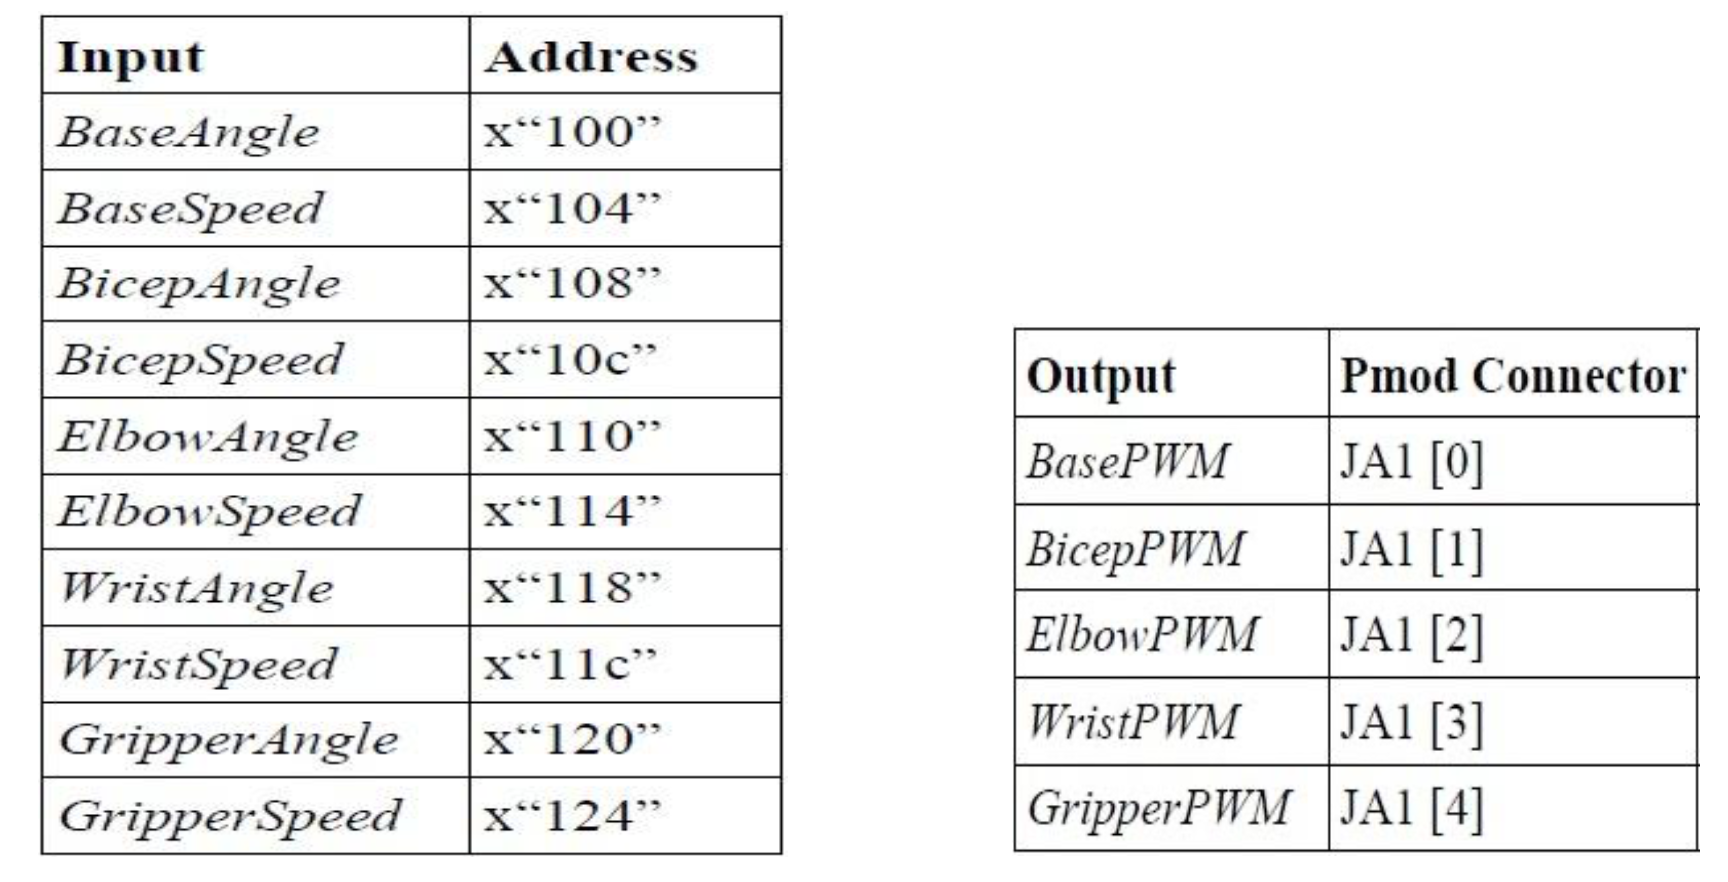 Input Address
BaseAngle x“100”
BaseSpeed x“104”
BicepAngle x“108”
BicepSpeed x“10c”
ElbowAngle x“110”
ElbowSpeed x“114”
WristAngle x“118”
WristSpeed x“11c”
GripperAngle x“120”
GripperSpeed x“124”
Output Pmod Connector
BasePWM JA1 [0]
BicepPWM JA1 [1]
ElbowPWM JA1 [2]
WristPWM JA1 [3]
GripperPWM JA1 [4]